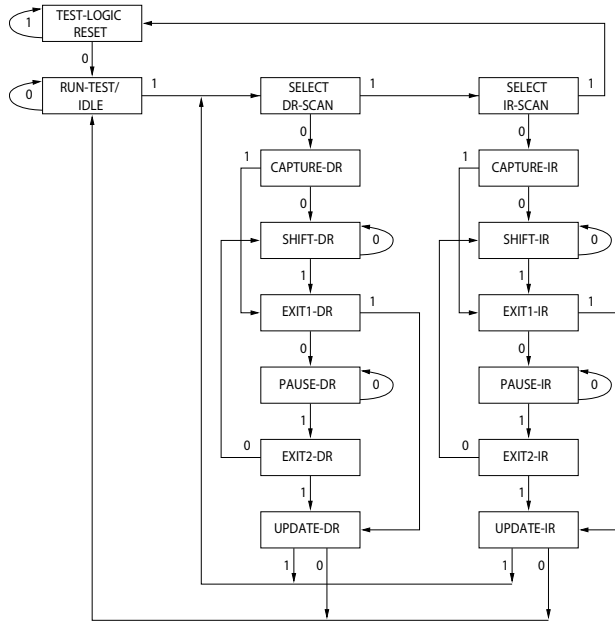 TEST-LOGIC
RESET
1
0
RUN-TEST/
IDLE
0
1
SELECT
DR-SCAN
1
SELECT
IR-SCAN
1
0
0
1
CAPTURE-DR
1
CAPTURE-IR
0
0
SHIFT-DR
0
SHIFT-IR
0
1
1
EXIT1-DR
1
EXIT1-IR
1
0
0
PAUSE-DR
0
PAUSE-IR
0
1
1
0
EXIT2-DR
0
EXIT2-IR
1
1
UPDATE-DR
UPDATE-IR
1
0
1
0